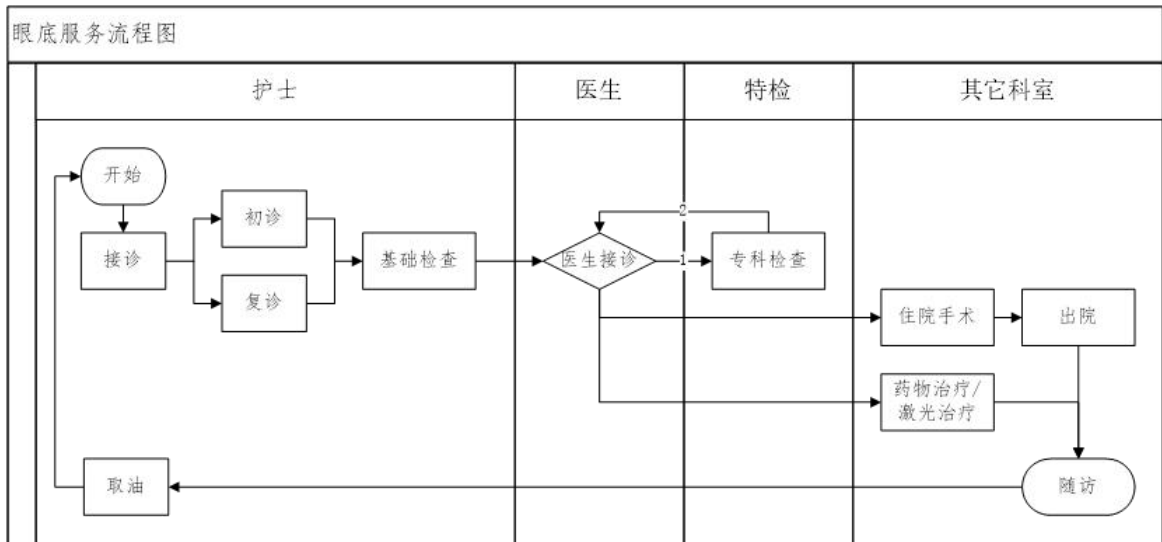 眼底服务流程图
护士
医生
特检
其它科室
开始
初诊
2
接诊
基础检查
医生接诊
1
专科检查
复诊
住院手术
出院
药物治疗/
激光治疗
取油
随访